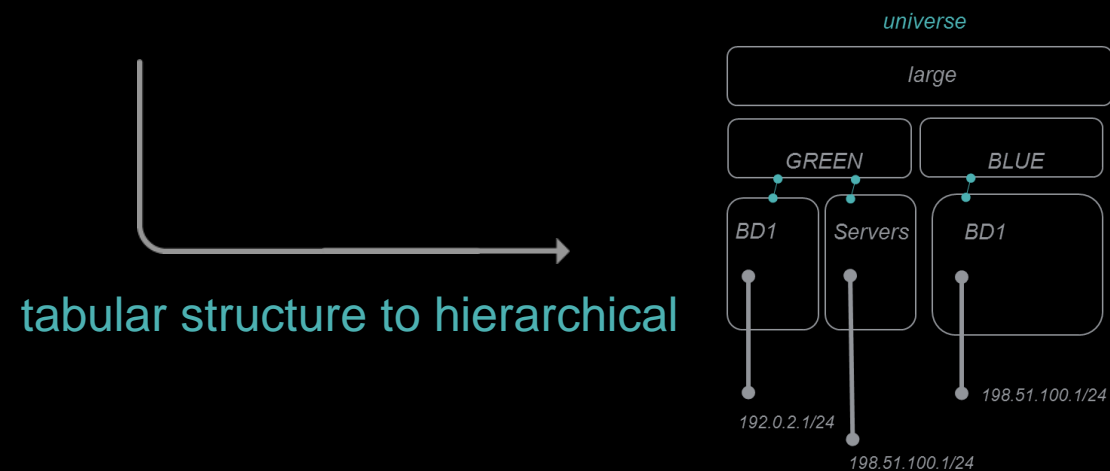 universe
large
GREEN
BLUE
BD1
Servers
BD1
tabular structure to hierarchical
192.0.2.1/24
198.51.100.1/24
198.51.100.1/24